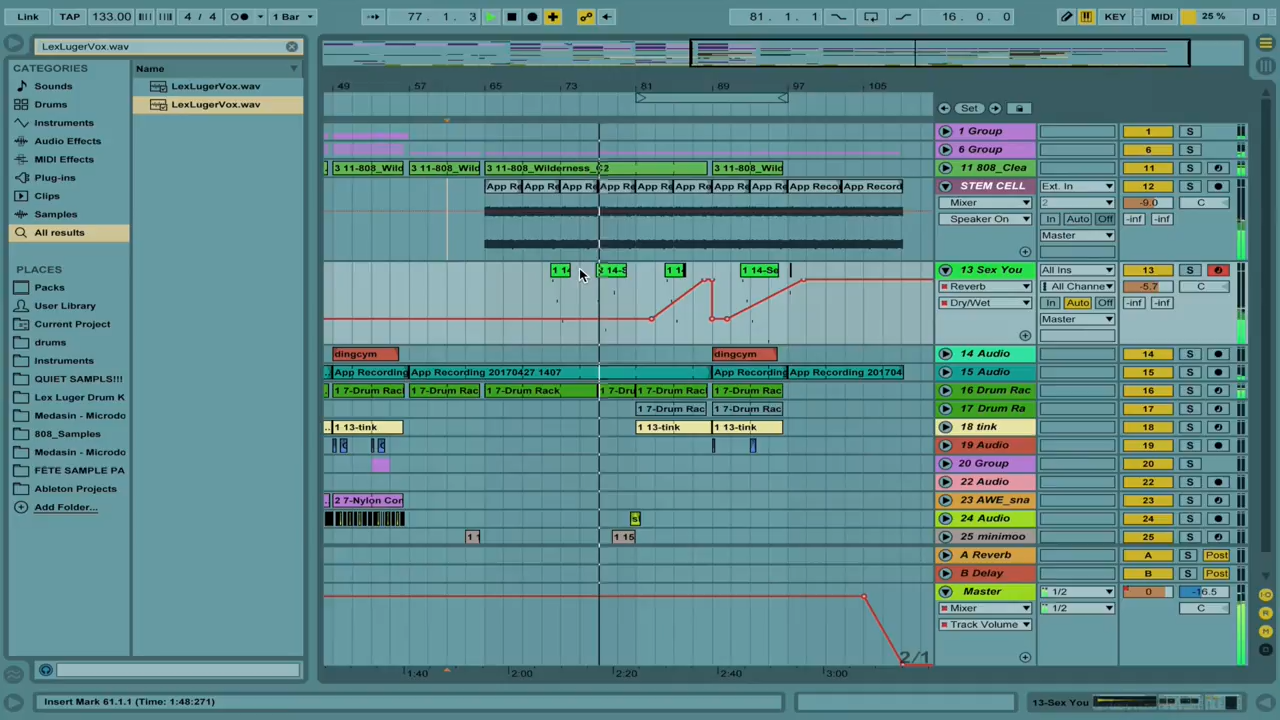 Link TAP 133.00 4 / 4 1 Bar 77 . 1 . 3 81 . 1 . 1 16 . 0 . 0 KEY MIDI 25 % D
LexLugerVox.wav
CATEGORIES
Sounds
Drums
Instruments
Audio Effects
MIDI Effects
Plug-ins
Clips
Samples
All results
PLACES
Packs
User Library
Current Project
drums
Instruments
QUIET SAMPLS!!!
Lex Luger Drum K
Medasin - Microdo
808_Samples
Medasin - Microdo
FÊTE SAMPLE PA
Ableton Projects
Add Folder...
Name
LexLugerVox.wav
LexLugerVox.wav
49 57 65 73 81 89 97 105
Set
1 Group 1 S
6 Group 6 S
3 11-808_Wild 3 11-808_Wild 3 11-808_Wilderness_C2 3 11-808_Wild 11 808_Clea 11 S
App Re App Re App Re App Re App Re App Re App Re App Re App Reco App Record STEM CELL Ext. In 12 S
Mixer 2 -9.0 C
Speaker On In Auto Off -inf -inf
Master
1 14 2 14-S 1 14 1 14-Se 13 Sex You All Ins 13 S
Reverb All Channe -5.7 C
Dry/Wet In Auto Off -inf -inf
Master
dingcym dingcym 14 Audio 14 S
App Recording App Recording 20170427 1407 App Recording App Recording 201704 15 Audio 15 S
1 7-Drum Rac 1 7-Drum Rac 1 7-Drum Rack 1 7-Dru 1 7-Drum Rac 1 7-Drum Rac 16 Drum Rac 16 S
1 7-Drum Rac 1 7-Drum Rac 17 Drum Ra 17 S
1 13-tink 1 13-tink 1 13-tink 18 tink 18 S
19 Audio 19 S
20 Group 20 S
22 Audio 22 S
2 7-Nylon Con 23 AWE_sna 23 S
24 Audio 24 S
1 1 1 15 25 minimoo 25 S
A Reverb A S Post
B Delay B S Post
Master 1/2 0 -16.5
Mixer 1/2 C
Track Volume
2/1
1:40 2:00 2:20 2:40 3:00
Insert Mark 61.1.1 (Time: 1:48:271)
13-Sex You